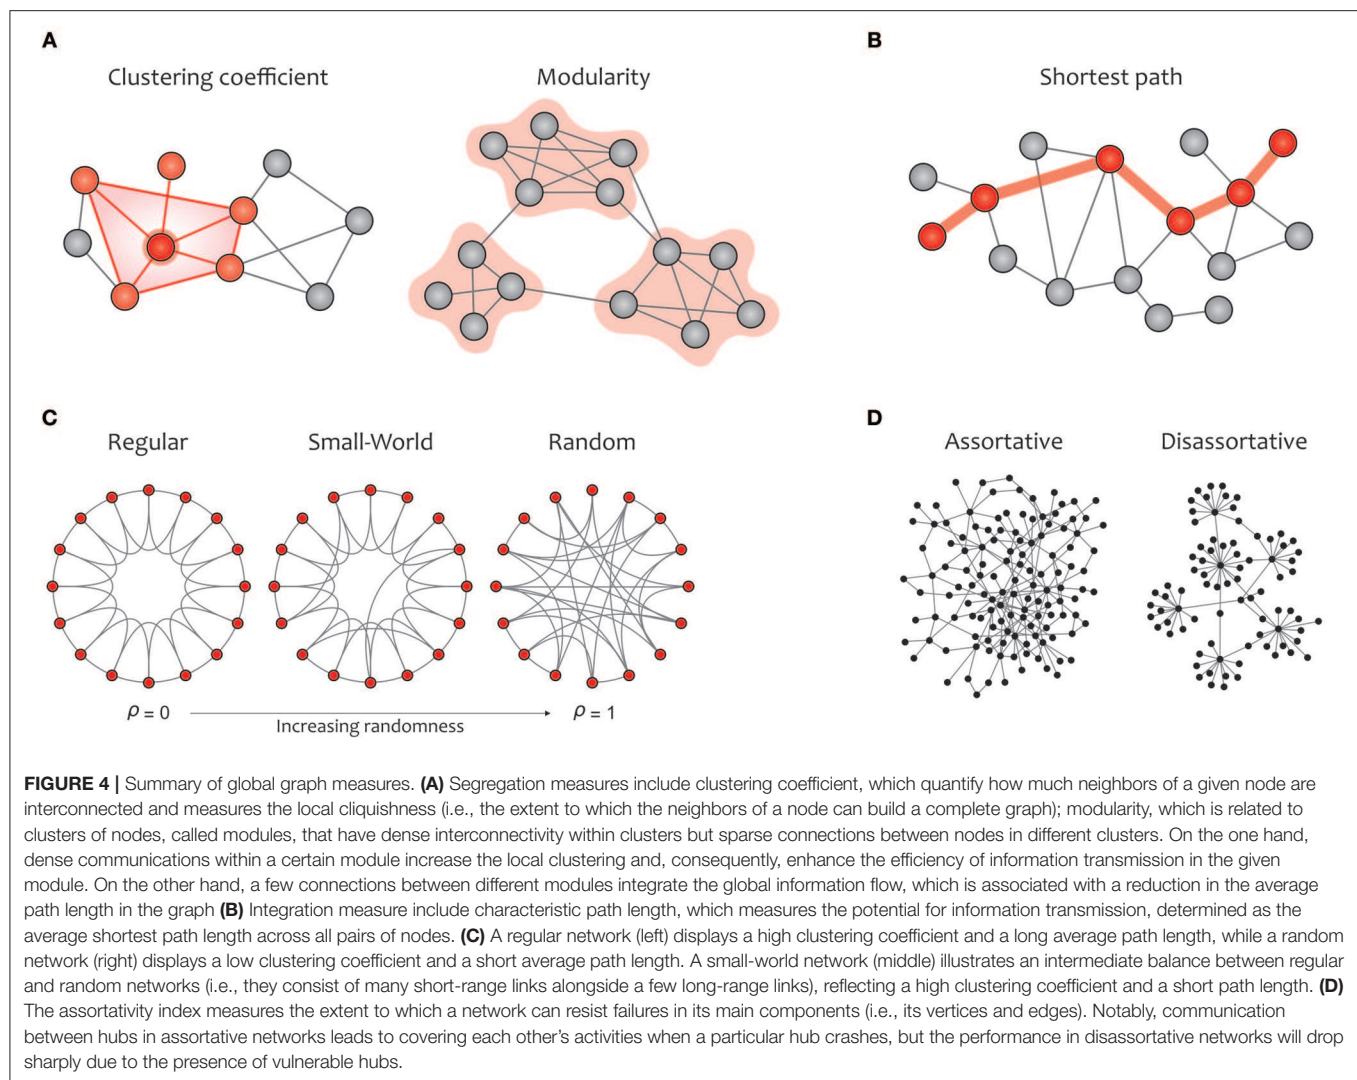 A
B
Clustering coefficient
Modularity
Shortest path
C
D
Regular
Small-World
Random
Assortative
Disassortative
ρ = 0
Increasing randomness
ρ = 1
FIGURE 4 | Summary of global graph measures. (A) Segregation measures include clustering coefficient, which quantify how much neighbors of a given node are
interconnected and measures the local cliquishness (i.e., the extent to which the neighbors of a node can build a complete graph); modularity, which is related to
clusters of nodes, called modules, that have dense interconnectivity within clusters but sparse connections between nodes in different clusters. On the one hand,
dense communications within a certain module increase the local clustering and, consequently, enhance the efficiency of information transmission in the given
module. On the other hand, a few connections between different modules integrate the global information flow, which is associated with a reduction in the average
path length in the graph (B) Integration measure include characteristic path length, which measures the potential for information transmission, determined as the
average shortest path length across all pairs of nodes. (C) A regular network (left) displays a high clustering coefficient and a long average path length, while a random
network (right) displays a low clustering coefficient and a short average path length. A small-world network (middle) illustrates an intermediate balance between regular
and random networks (i.e., they consist of many short-range links alongside a few long-range links), reflecting a high clustering coefficient and a short path length. (D)
The assortativity index measures the extent to which a network can resist failures in its main components (i.e., its vertices and edges). Notably, communication
between hubs in assortative networks leads to covering each other's activities when a particular hub crashes, but the performance in disassortative networks will drop
sharply due to the presence of vulnerable hubs.